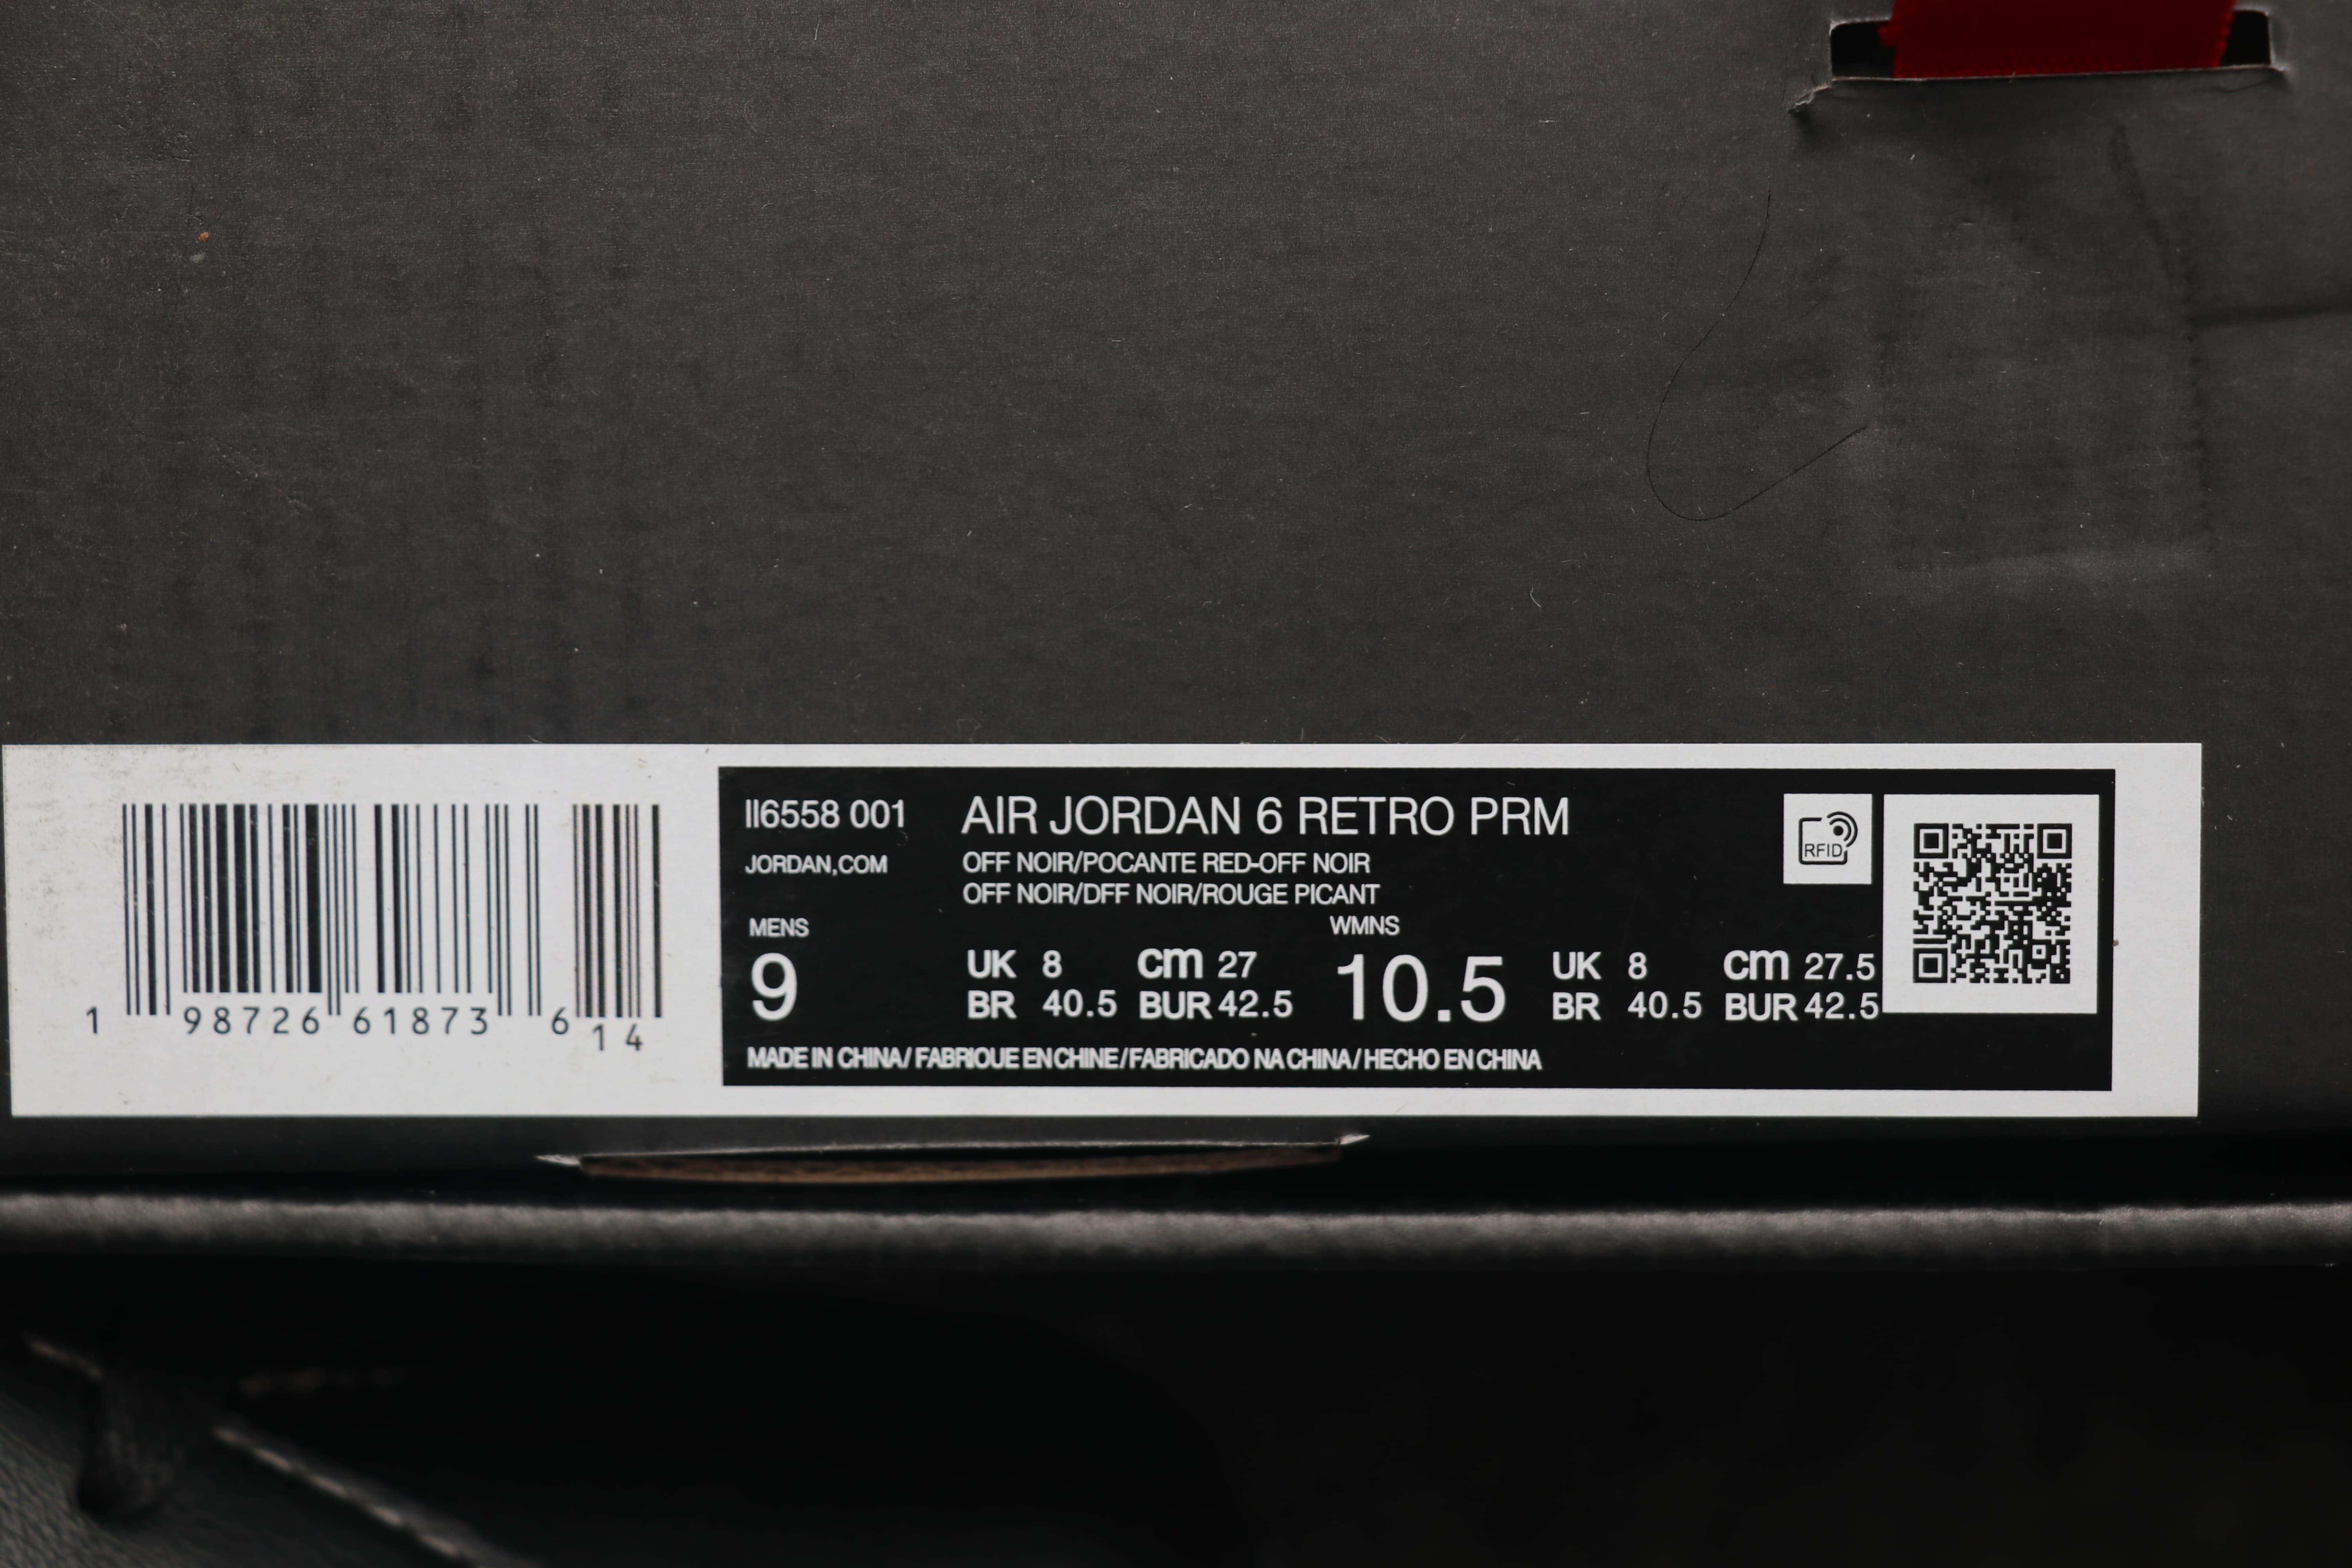 1 98726 61873 6 14
II6558 001
AIR JORDAN 6 RETRO PRM
JORDAN,COM
OFF NOIR/POCANTE RED-OFF NOIR
OFF NOIR/DFF NOIR/ROUGE PICANT
MENS
WMNS
9
UK 8 cm 27
BR 40.5 BUR 42.5
10.5
UK 8 cm 27.5
BR 40.5 BUR 42.5
MADE IN CHINA/ FABRIOUE EN CHINE/FABRICADO NA CHINA/ HECHO EN CHINA
RFID